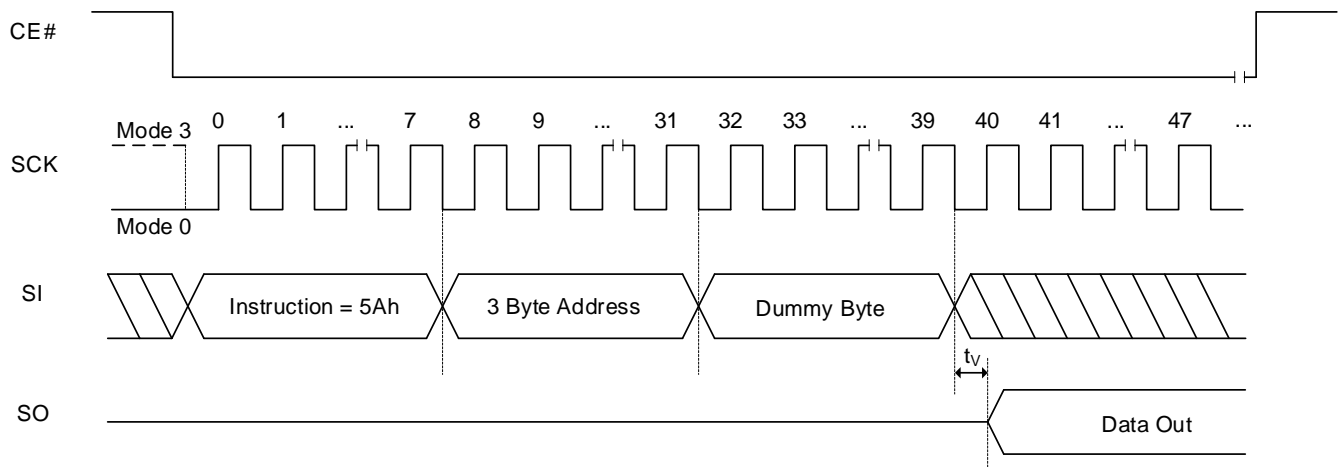 CE#
0 1 ... 7 8 9 ... 31 32 33 ... 39 40 41 ... 47 ...
Mode 3
SCK
Mode 0
SI Instruction = 5Ah 3 Byte Address Dummy Byte
tV
SO Data Out